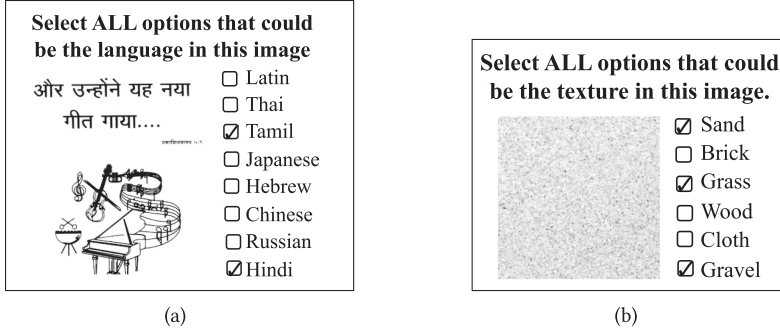 Select ALL options that could
be the language in this image
और उन्होंने यह नया
गीत गाया....
Latin
Thai
Tamil
Japanese
Hebrew
Chinese
Russian
Hindi
(a)
Select ALL options that could
be the texture in this image.
Sand
Brick
Grass
Wood
Cloth
Gravel
(b)